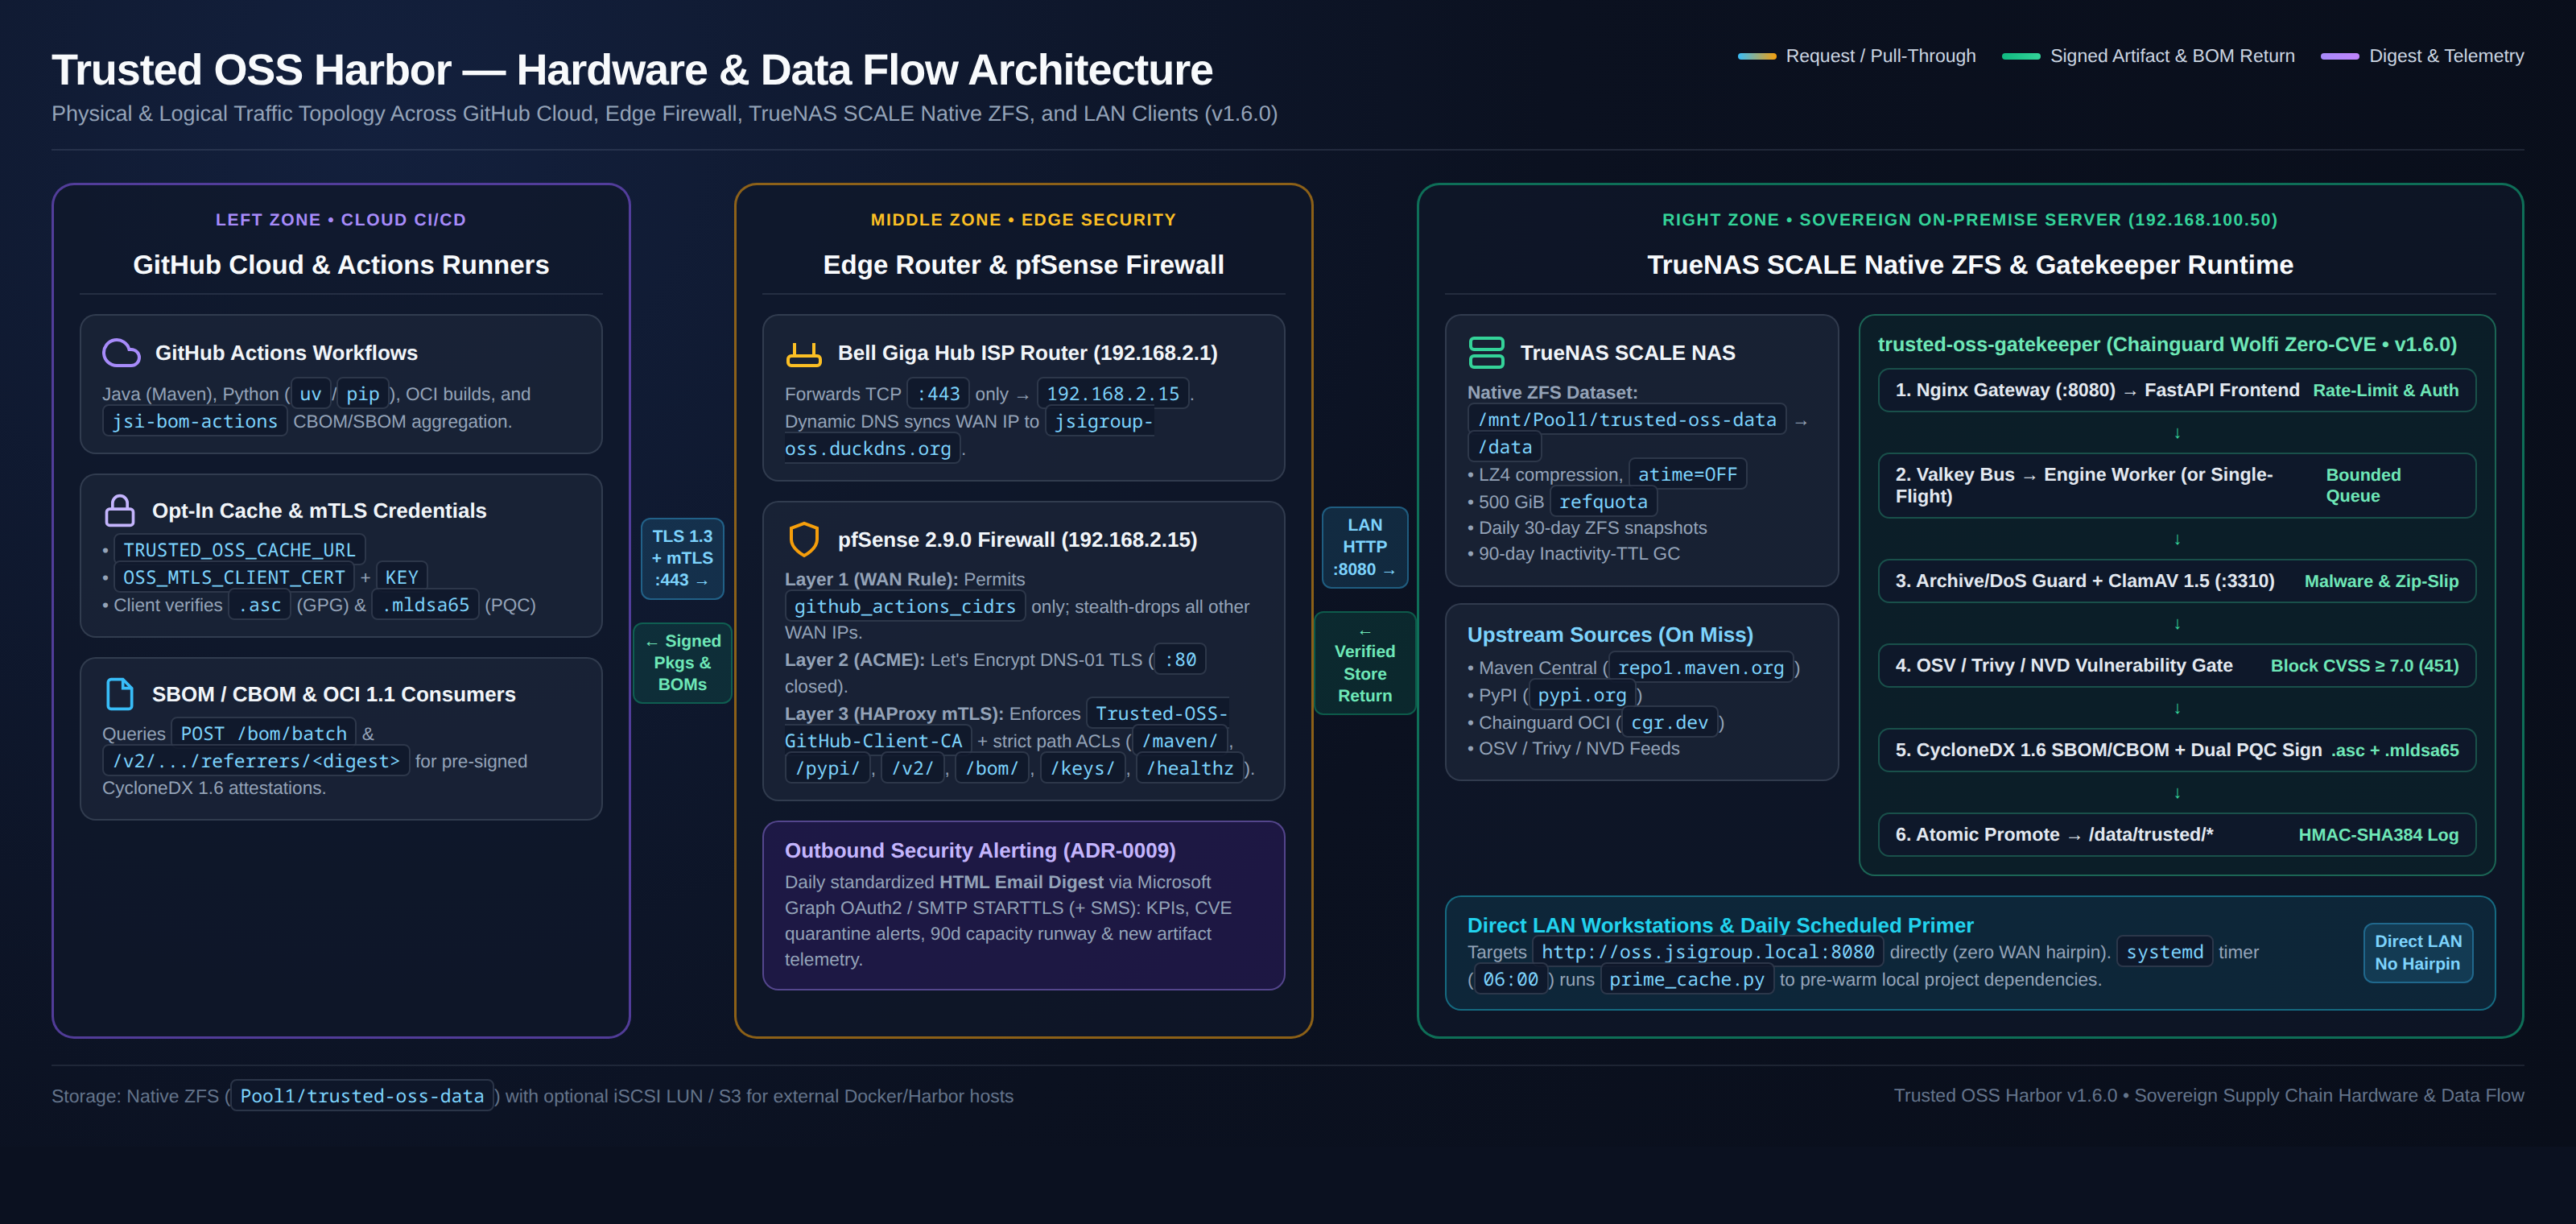 Trusted OSS Harbor — Hardware & Data Flow Architecture
Physical & Logical Traffic Topology Across GitHub Cloud, Edge Firewall, TrueNAS SCALE Native ZFS, and LAN Clients (v1.6.0)
Request / Pull-Through
Signed Artifact & BOM Return
Digest & Telemetry
LEFT ZONE • CLOUD CI/CD
GitHub Cloud & Actions Runners
GitHub Actions Workflows
Java (Maven), Python (uv/pip), OCI builds, and
jsi-bom-actions CBOM/SBOM aggregation.
Opt-In Cache & mTLS Credentials
• TRUSTED_OSS_CACHE_URL
• OSS_MTLS_CLIENT_CERT + KEY
• Client verifies .asc (GPG) & .mldsa65 (PQC)
SBOM / CBOM & OCI 1.1 Consumers
Queries POST /bom/batch &
/v2/.../referrers/<digest> for pre-signed
CycloneDX 1.6 attestations.
TLS 1.3
+ mTLS
:443 →
← Signed
Pkgs &
BOMs
MIDDLE ZONE • EDGE SECURITY
Edge Router & pfSense Firewall
Bell Giga Hub ISP Router (192.168.2.1)
Forwards TCP :443 only → 192.168.2.15.
Dynamic DNS syncs WAN IP to jsigroup-
oss.duckdns.org.
pfSense 2.9.0 Firewall (192.168.2.15)
Layer 1 (WAN Rule): Permits
github_actions_cidrs only; stealth-drops all other
WAN IPs.
Layer 2 (ACME): Let's Encrypt DNS-01 TLS (:80
closed).
Layer 3 (HAProxy mTLS): Enforces Trusted-OSS-
GitHub-Client-CA + strict path ACLs (/maven/,
/pypi/, /v2/, /bom/, /keys/, /healthz).
Outbound Security Alerting (ADR-0009)
Daily standardized HTML Email Digest via Microsoft
Graph OAuth2 / SMTP STARTTLS (+ SMS): KPIs, CVE
quarantine alerts, 90d capacity runway & new artifact
telemetry.
LAN
HTTP
:8080 →
←
Verified
Store
Return
RIGHT ZONE • SOVEREIGN ON-PREMISE SERVER (192.168.100.50)
TrueNAS SCALE Native ZFS & Gatekeeper Runtime
TrueNAS SCALE NAS
Native ZFS Dataset:
/mnt/Pool1/trusted-oss-data →
/data
• LZ4 compression, atime=OFF
• 500 GiB refquota
• Daily 30-day ZFS snapshots
• 90-day Inactivity-TTL GC
Upstream Sources (On Miss)
• Maven Central (repo1.maven.org)
• PyPI (pypi.org)
• Chainguard OCI (cgr.dev)
• OSV / Trivy / NVD Feeds
trusted-oss-gatekeeper (Chainguard Wolfi Zero-CVE • v1.6.0)
1. Nginx Gateway (:8080) → FastAPI Frontend Rate-Limit & Auth
↓
2. Valkey Bus → Engine Worker (or Single- Bounded
Flight) Queue
↓
3. Archive/DoS Guard + ClamAV 1.5 (:3310) Malware & Zip-Slip
↓
4. OSV / Trivy / NVD Vulnerability Gate Block CVSS ≥ 7.0 (451)
↓
5. CycloneDX 1.6 SBOM/CBOM + Dual PQC Sign .asc + .mldsa65
↓
6. Atomic Promote → /data/trusted/* HMAC-SHA384 Log
Direct LAN Workstations & Daily Scheduled Primer
Targets http://oss.jsigroup.local:8080 directly (zero WAN hairpin). systemd timer
(06:00) runs prime_cache.py to pre-warm local project dependencies.
Direct LAN
No Hairpin
Storage: Native ZFS (Pool1/trusted-oss-data) with optional iSCSI LUN / S3 for external Docker/Harbor hosts
Trusted OSS Harbor v1.6.0 • Sovereign Supply Chain Hardware & Data Flow